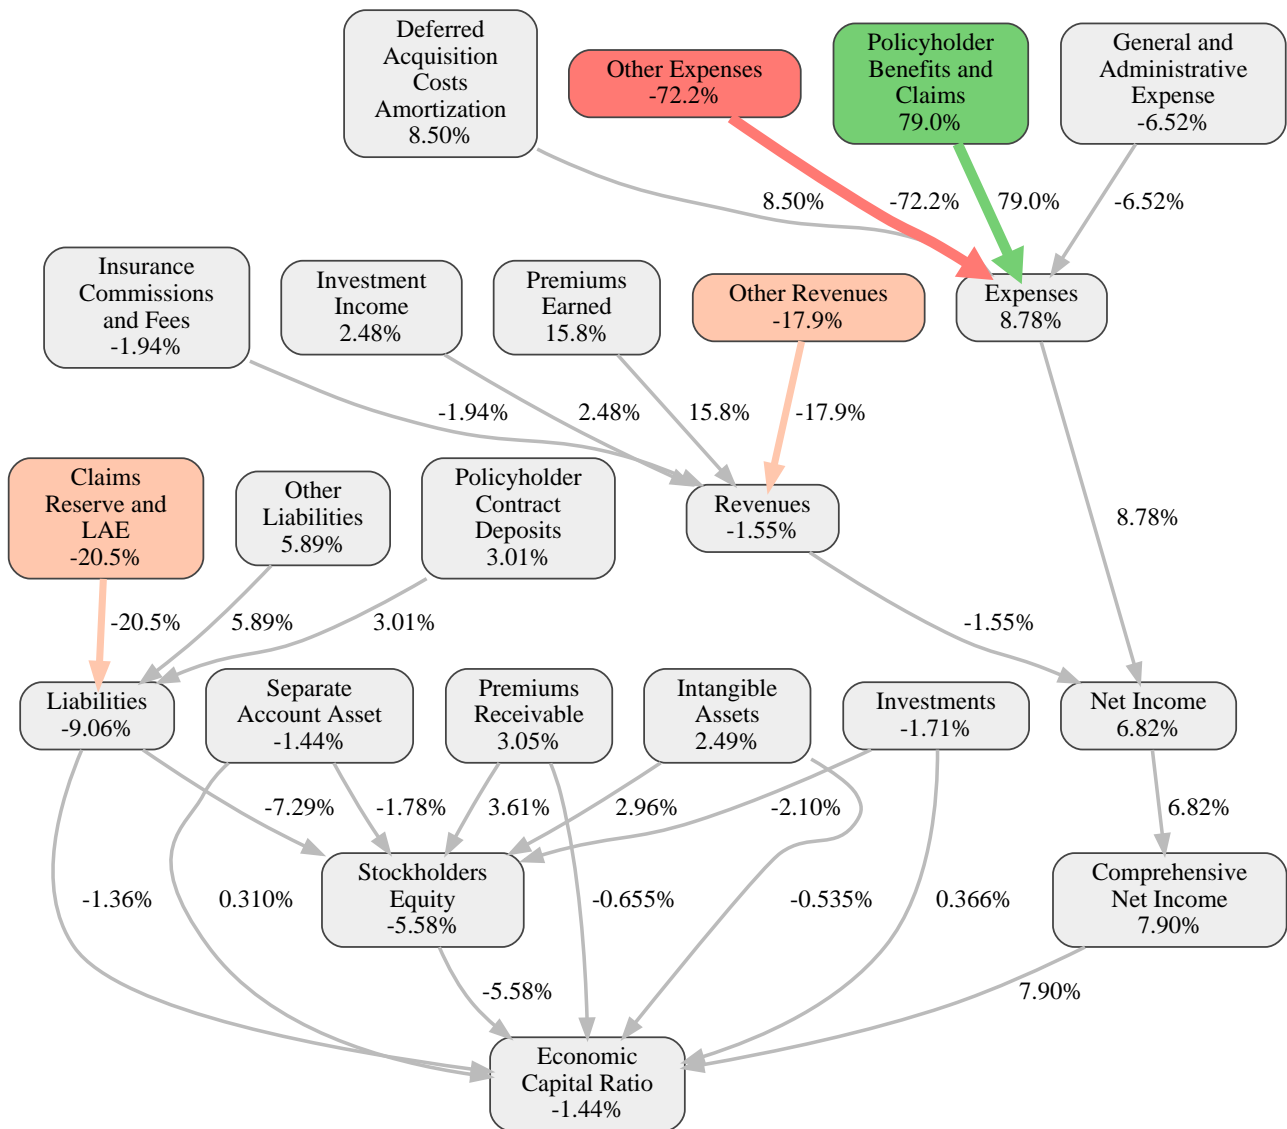 Deferred
Acquisition
Costs
Amortization
8.50%
Other Expenses
-72.2%
Policyholder
Benefits and
Claims
79.0%
General and
Administrative
Expense
-6.52%
8.50%
-72.2%
79.0%
-6.52%
Insurance
Commissions
and Fees
-1.94%
Investment
Income
2.48%
Premiums
Earned
15.8%
Other Revenues
-17.9%
Expenses
8.78%
-1.94%
2.48%
15.8%
-17.9%
Claims
Reserve and
LAE
-20.5%
Other
Liabilities
5.89%
Policyholder
Contract
Deposits
3.01%
Revenues
-1.55%
8.78%
-20.5%
5.89%
3.01%
-1.55%
Liabilities
-9.06%
Separate
Account Asset
-1.44%
Premiums
Receivable
3.05%
Intangible
Assets
2.49%
Investments
-1.71%
Net Income
6.82%
-7.29%
-1.78%
3.61%
2.96%
-2.10%
6.82%
Stockholders
Equity
-5.58%
Comprehensive
Net Income
7.90%
-1.36%
0.310%
-0.655%
-0.535%
0.366%
-5.58%
7.90%
Economic
Capital Ratio
-1.44%